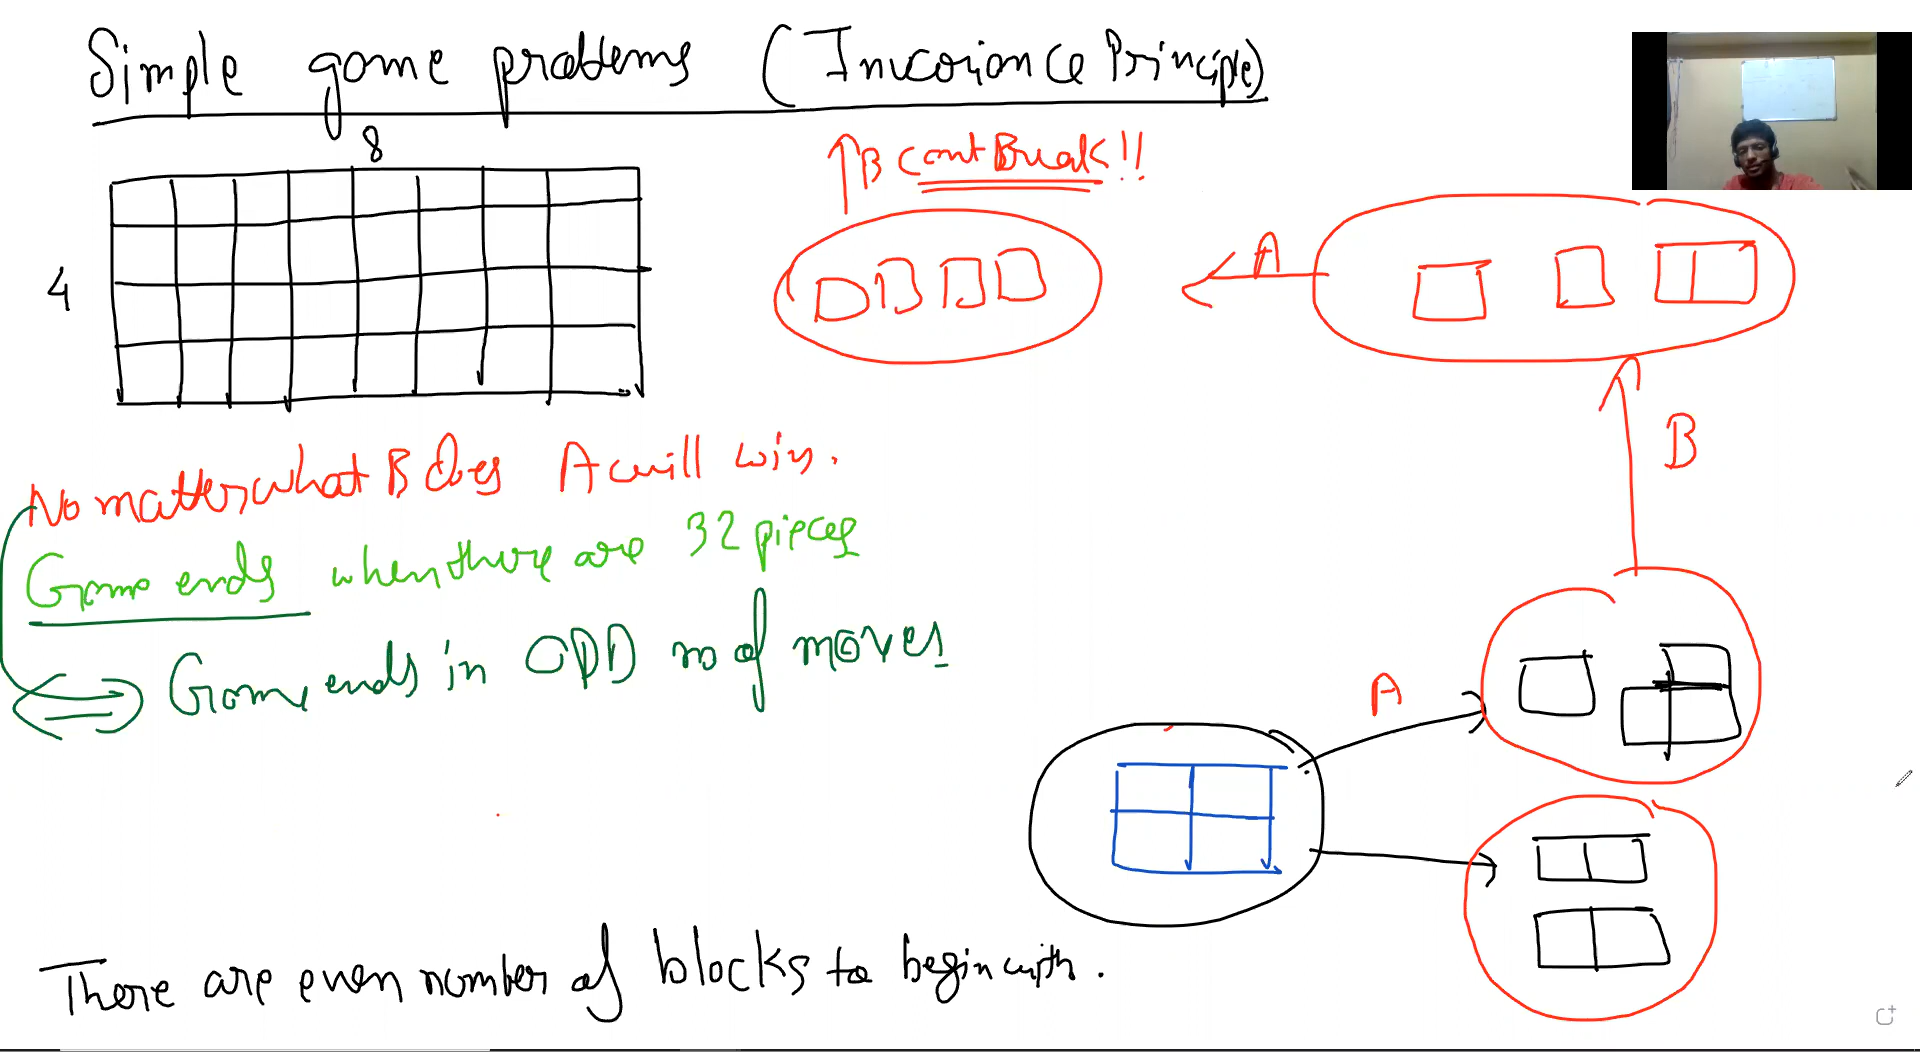 Simple game problems (Invariance Principle)
8
4
B cant Break!!
A
B
No matter what B does A will win.
Game ends when there are 32 pieces
Game ends in ODD no of moves
A
There are even number of blocks to begin with.